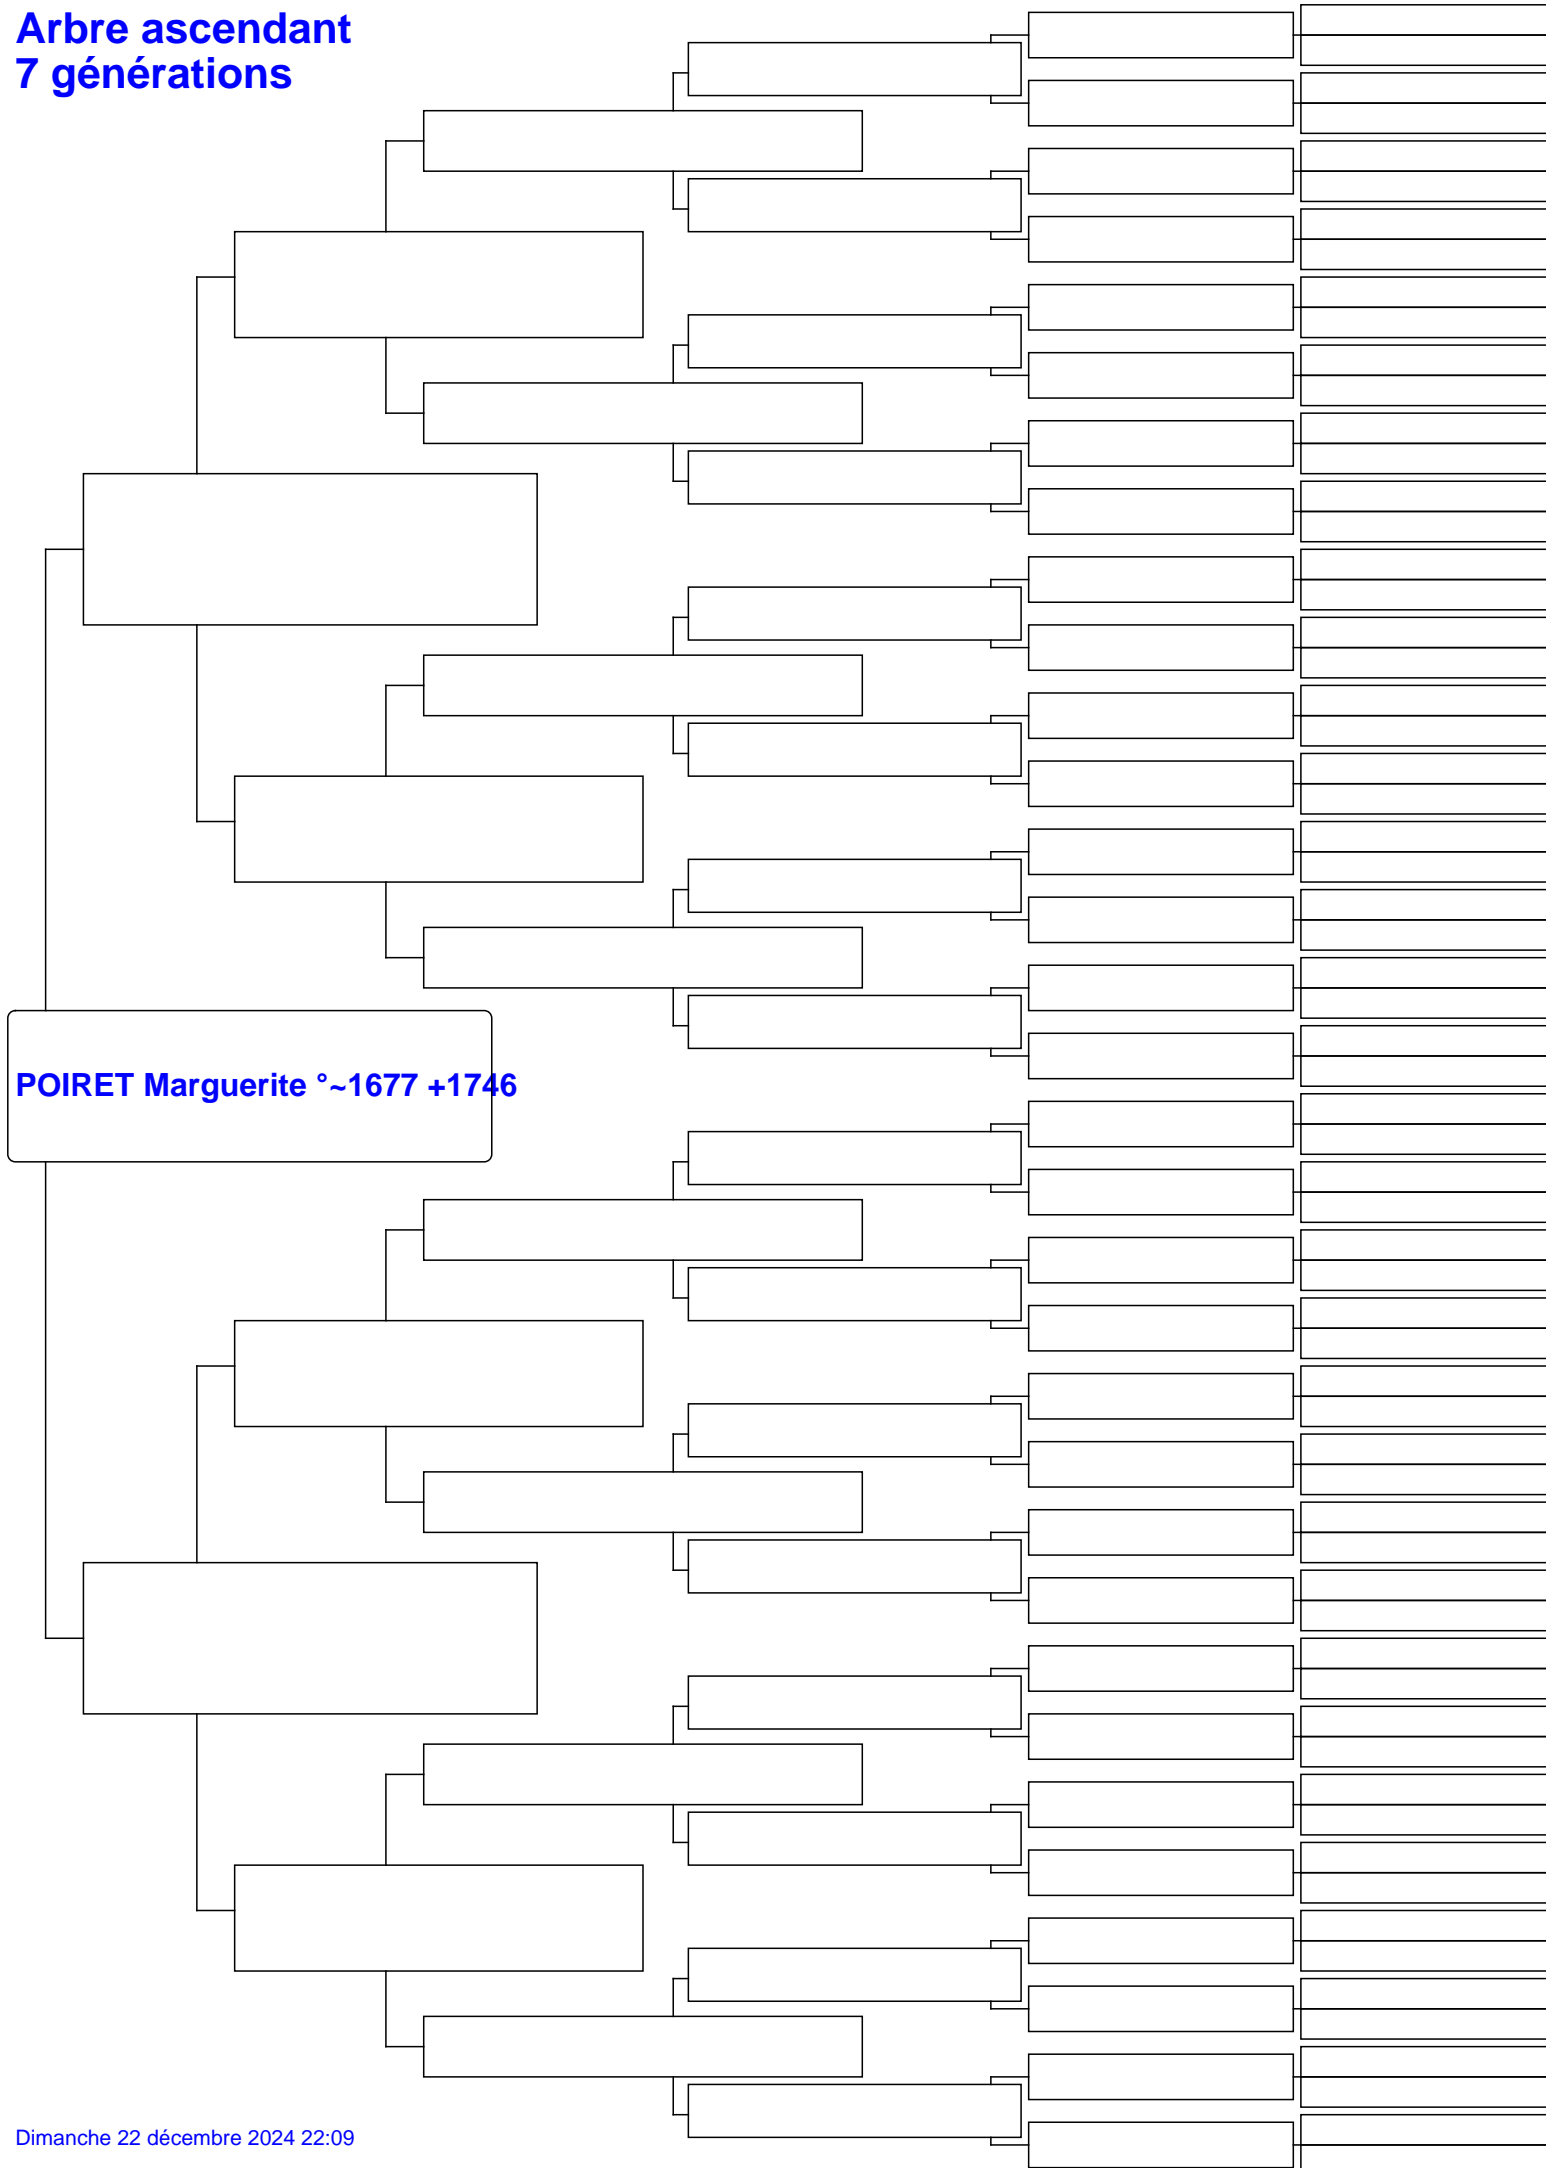 Arbre ascendant
7 générations
POIRET Marguerite °~1677 +1746
Dimanche 22 décembre 2024 22:09